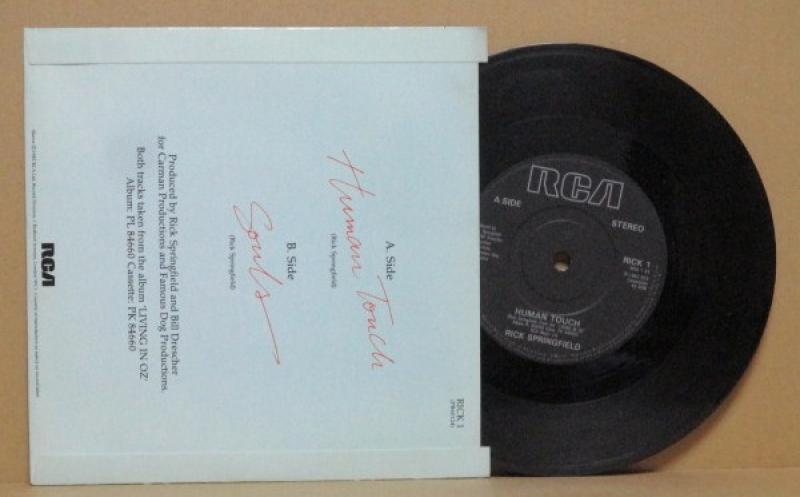 RICK 1
A. Side
Human Touch
(Rick Springfield)
B. Side
Souls
(Rick Springfield)
Produced by Rick Springfield and Bill Drescher
for Carman Productions and Famous Dog Productions.
Both tracks taken from the album 'LIVING IN OZ'
Album: PL 84660 Cassette: PK 84660
RCA
RCA
A SIDE
STEREO
RICK 1
HUMAN TOUCH
RICK SPRINGFIELD